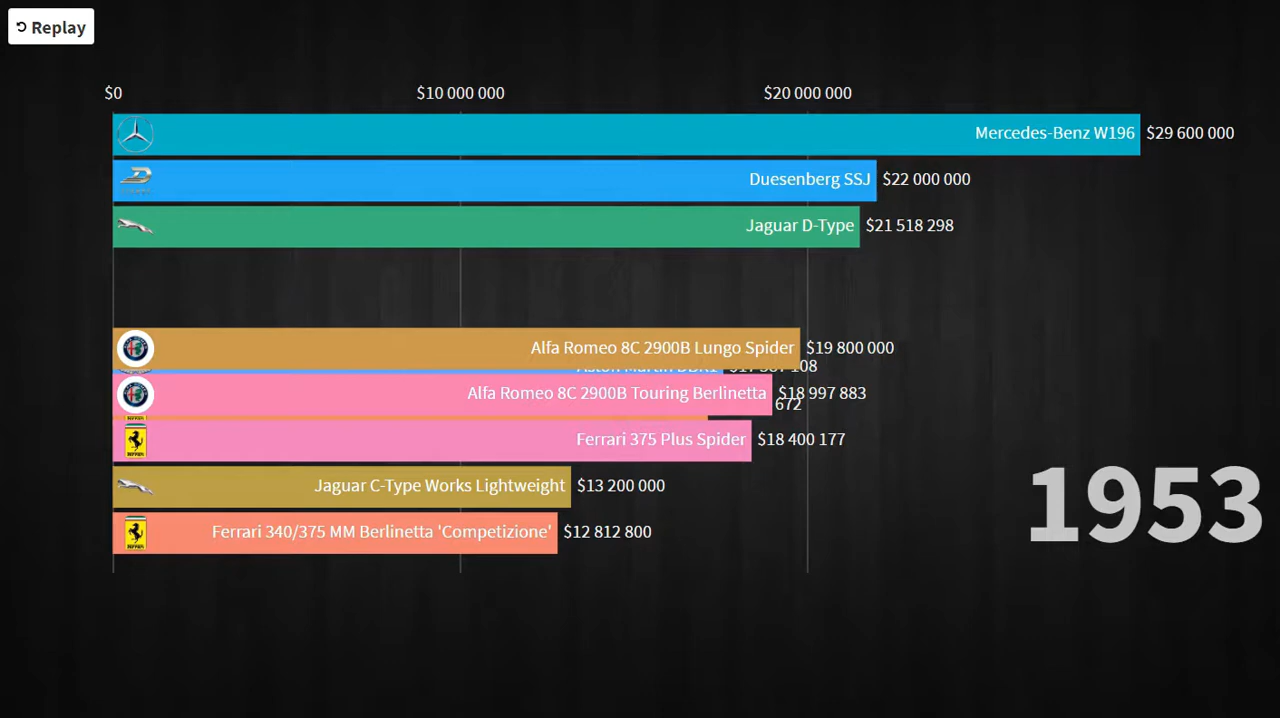 Replay
$0 $10 000 000 $20 000 000
Mercedes-Benz W196 $29 600 000
Duesenberg SSJ $22 000 000
Jaguar D-Type $21 518 298
Alfa Romeo 8C 2900B Lungo Spider $19 800 000
Alfa Romeo 8C 2900B Touring Berlinetta $18 997 883
672
Ferrari 375 Plus Spider $18 400 177
Jaguar C-Type Works Lightweight $13 200 000
1953
Ferrari 340/375 MM Berlinetta 'Competizione' $12 812 800